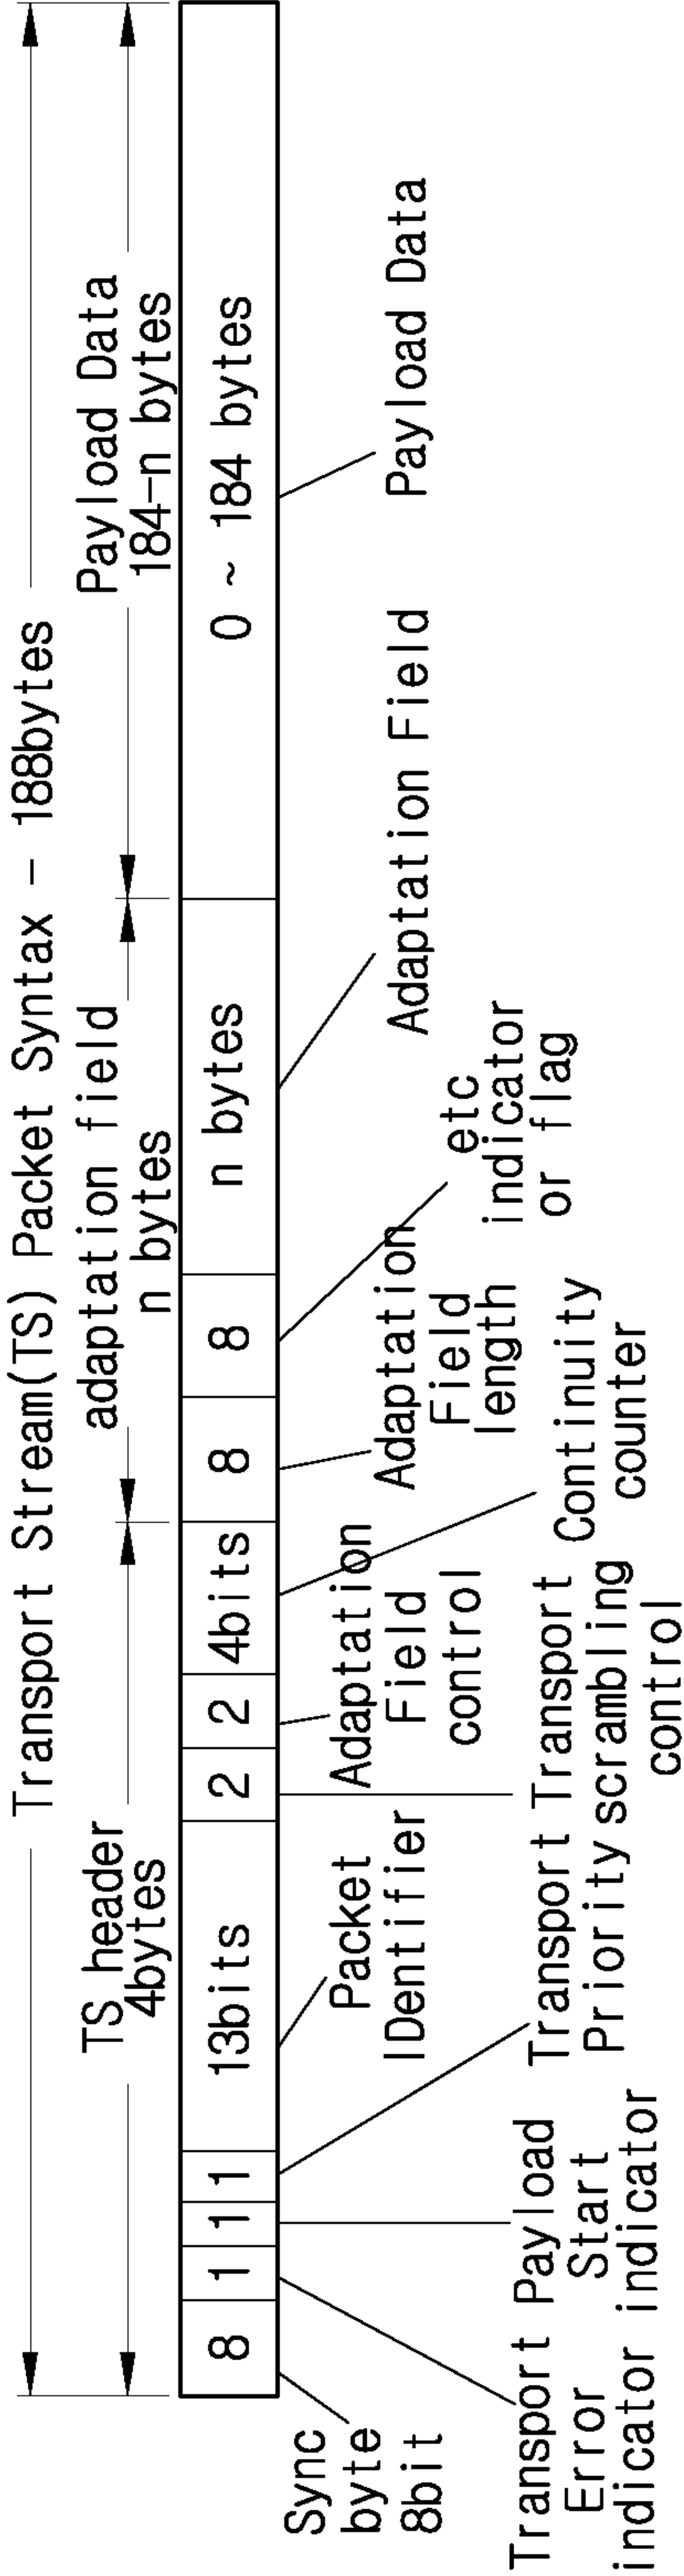 Transport Stream(TS) Packet Syntax - 188bytes
TS header
4bytes
adaptation field
n bytes
Payload Data
184-n bytes
8
1
1
1
13bits
2
2
4bits
8
8
n bytes
0 ~ 184 bytes
Sync
byte
8bit
Transport
Error
indicator
Payload
Start
indicator
Transport
Priority
Packet
IDentifier
Transport
scrambling
control
Adaptation
Field
control
Continuity
counter
Adaptation
Field
length
etc
indicator
or flag
Adaptation Field
Payload Data